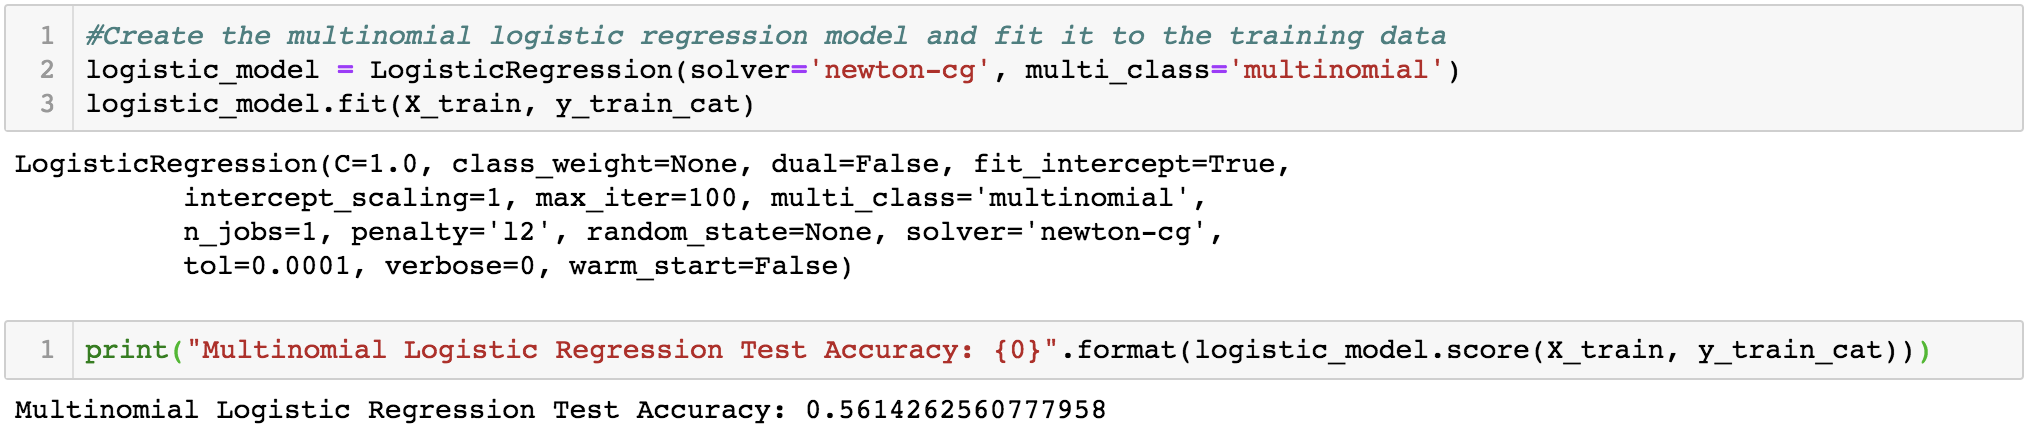 1 #Create the multinomial logistic regression model and fit it to the training data
2 logistic_model = LogisticRegression(solver='newton-cg', multi_class='multinomial')
3 logistic_model.fit(X_train, y_train_cat)
LogisticRegression(C=1.0, class_weight=None, dual=False, fit_intercept=True,
intercept_scaling=1, max_iter=100, multi_class='multinomial',
n_jobs=1, penalty='l2', random_state=None, solver='newton-cg',
tol=0.0001, verbose=0, warm_start=False)
1 print("Multinomial Logistic Regression Test Accuracy: {0}".format(logistic_model.score(X_train, y_train_cat)))
Multinomial Logistic Regression Test Accuracy: 0.5614262560777958